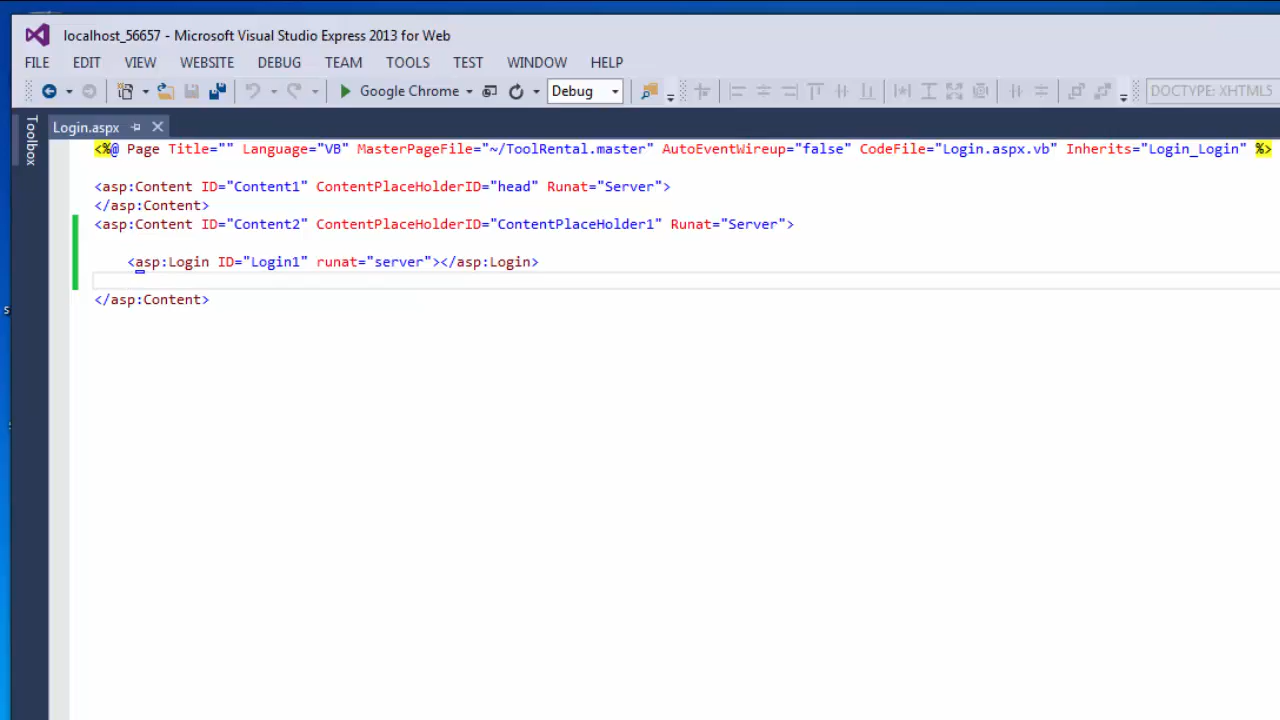 localhost_56657 - Microsoft Visual Studio Express 2013 for Web
FILE EDIT VIEW WEBSITE DEBUG TEAM TOOLS TEST WINDOW HELP
Google Chrome Debug DOCTYPE: XHTML5
Toolbox
Login.aspx
<%@ Page Title="" Language="VB" MasterPageFile="~/ToolRental.master" AutoEventWireup="false" CodeFile="Login.aspx.vb" Inherits="Login_Login" %>
<asp:Content ID="Content1" ContentPlaceHolderID="head" Runat="Server">
</asp:Content>
<asp:Content ID="Content2" ContentPlaceHolderID="ContentPlaceHolder1" Runat="Server">
<asp:Login ID="Login1" runat="server"></asp:Login>
</asp:Content>